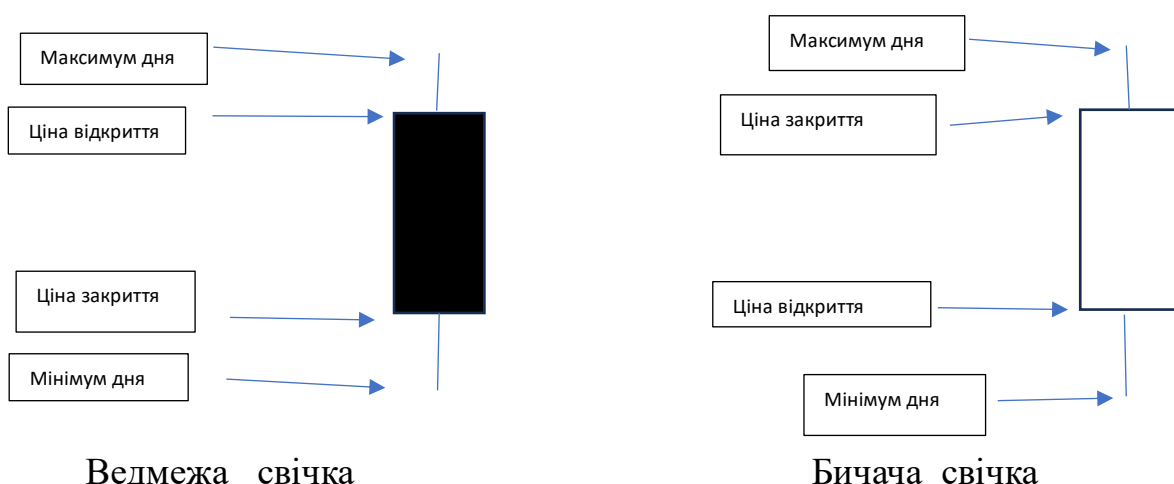 Максимум дня
Ціна відкриття
Ціна закриття
Мінімум дня
Ведмежа свічка
Максимум дня
Ціна закриття
Ціна відкриття
Мінімум дня
Бичача свічка